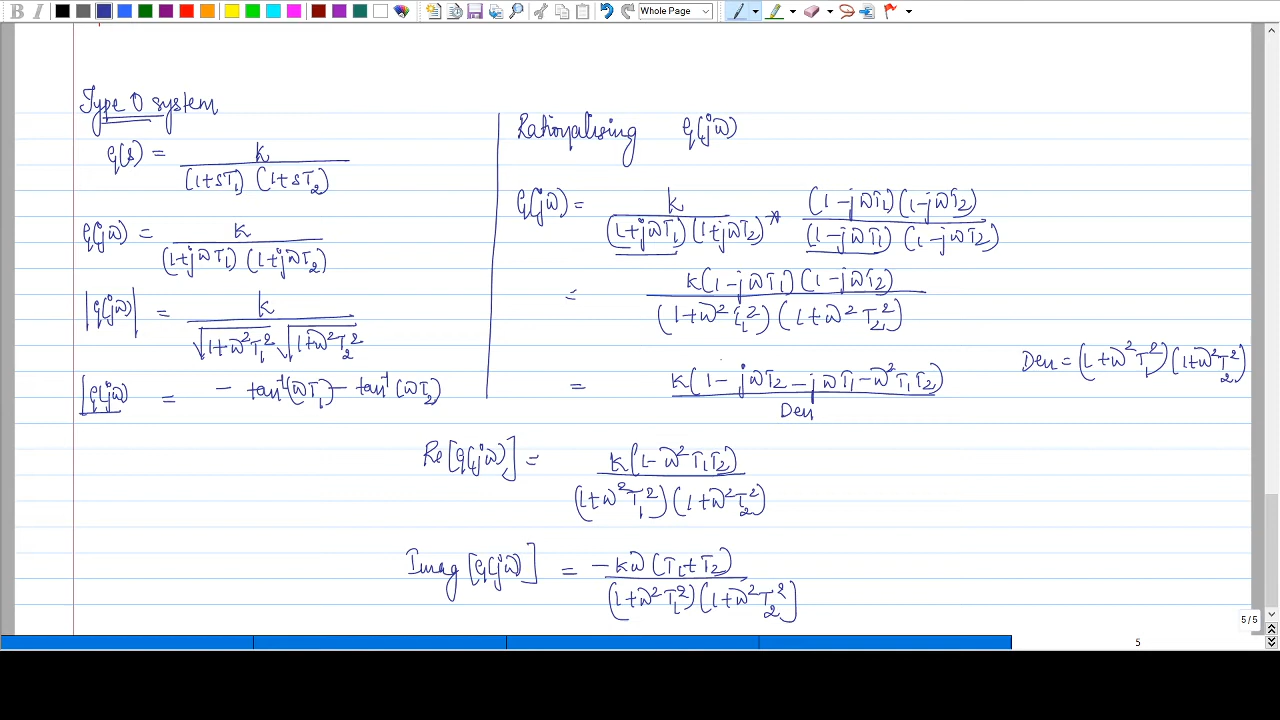 B I Whole Page
Type 0 system
G(s) = K / (1+sT₁) (1+sT₂)
G(jω) = K / (1+jωT₁) (1+jωT₂)
|G(jω)| = K / √1+ω²T₁² √1+ω²T₂²
∠G(jω) = - tan⁻¹(ωT₁) - tan⁻¹(ωT₂)
Rationalising G(jω)
G(jω) = K / (1+jωT₁)(1+jωT₂) * (1-jωT₁)(1-jωT₂) / (1-jωT₁) (1-jωT₂)
= K(1-jωT₁)(1-jωT₂) / (1+ω²T₁²)(1+ω²T₂²)
= K(1-jωT₂-jωT₁-ω²T₁T₂) / Den
Den = (1+ω²T₁²)(1+ω²T₂²)
Re[G(jω)] = K(1-ω²T₁T₂) / (1+ω²T₁²)(1+ω²T₂²)
Imag[G(jω)] = -Kω(T₁+T₂) / (1+ω²T₁²)(1+ω²T₂²]
5/5
5